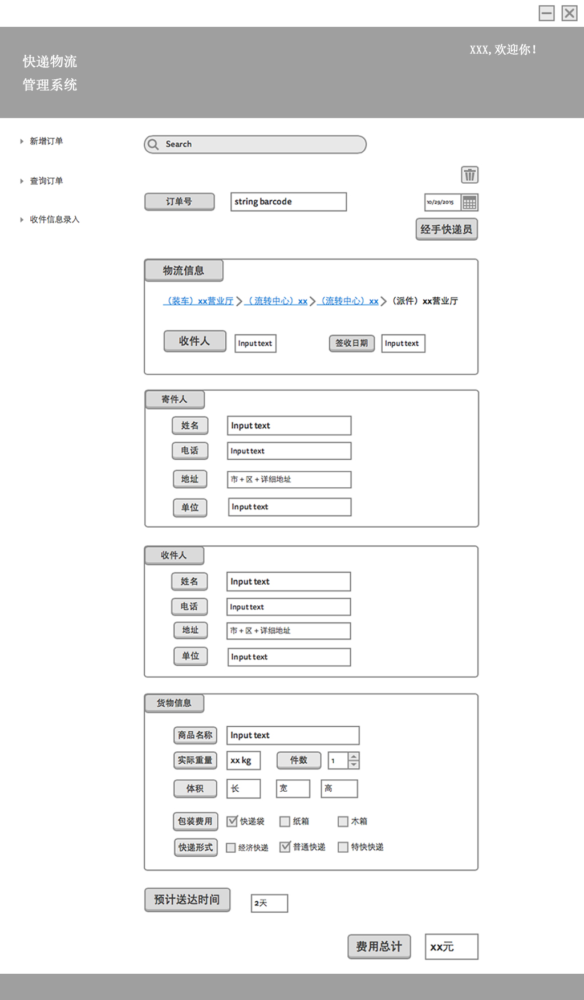 XXX,欢迎你!
快递物流
管理系统
新增订单
查询订单
收件信息录入
Search
订单号 string barcode 10/29/2015
经手快递员
物流信息
（装车）xx营业厅 （流转中心）xx （流转中心）xx （派件）xx营业厅
收件人 Input text 签收日期 Input text
寄件人
姓名 Input text
电话 Input text
地址 市+区+详细地址
单位 Input text
收件人
姓名 Input text
电话 Input text
地址 市+区+详细地址
单位 Input text
货物信息
商品名称 Input text
实际重量 xx kg 件数 1
体积 长 宽 高
包装费用 快递袋 纸箱 木箱
快递形式 经济快递 普通快递 特快快递
预计送达时间 2天
费用总计 xx元